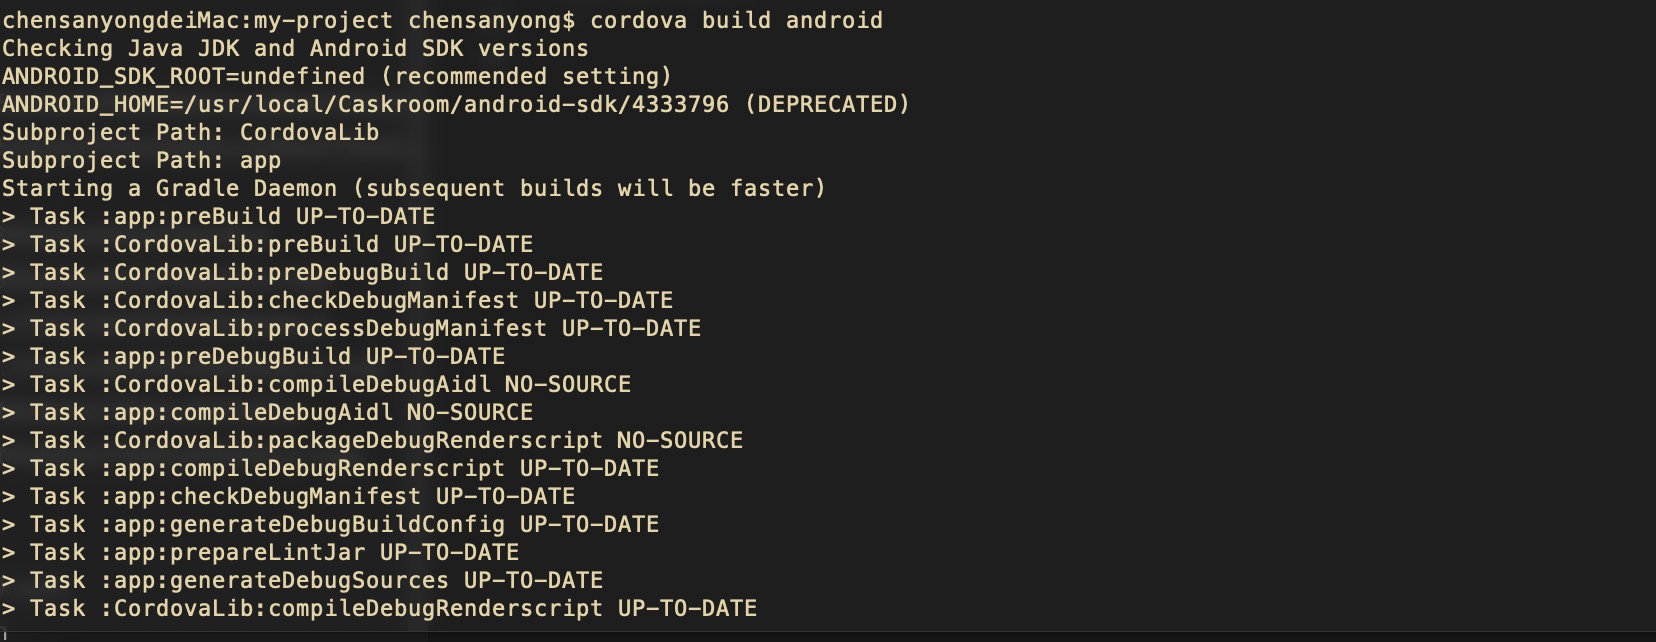 chensanyongdeiMac:my-project chensanyong$ cordova build android
Checking Java JDK and Android SDK versions
ANDROID_SDK_ROOT=undefined (recommended setting)
ANDROID_HOME=/usr/local/Caskroom/android-sdk/4333796 (DEPRECATED)
Subproject Path: CordovaLib
Subproject Path: app
Starting a Gradle Daemon (subsequent builds will be faster)
> Task :app:preBuild UP-TO-DATE
> Task :CordovaLib:preBuild UP-TO-DATE
> Task :CordovaLib:preDebugBuild UP-TO-DATE
> Task :CordovaLib:checkDebugManifest UP-TO-DATE
> Task :CordovaLib:processDebugManifest UP-TO-DATE
> Task :app:preDebugBuild UP-TO-DATE
> Task :CordovaLib:compileDebugAidl NO-SOURCE
> Task :app:compileDebugAidl NO-SOURCE
> Task :CordovaLib:packageDebugRenderscript NO-SOURCE
> Task :app:compileDebugRenderscript UP-TO-DATE
> Task :app:checkDebugManifest UP-TO-DATE
> Task :app:generateDebugBuildConfig UP-TO-DATE
> Task :app:prepareLintJar UP-TO-DATE
> Task :app:generateDebugSources UP-TO-DATE
> Task :CordovaLib:compileDebugRenderscript UP-TO-DATE